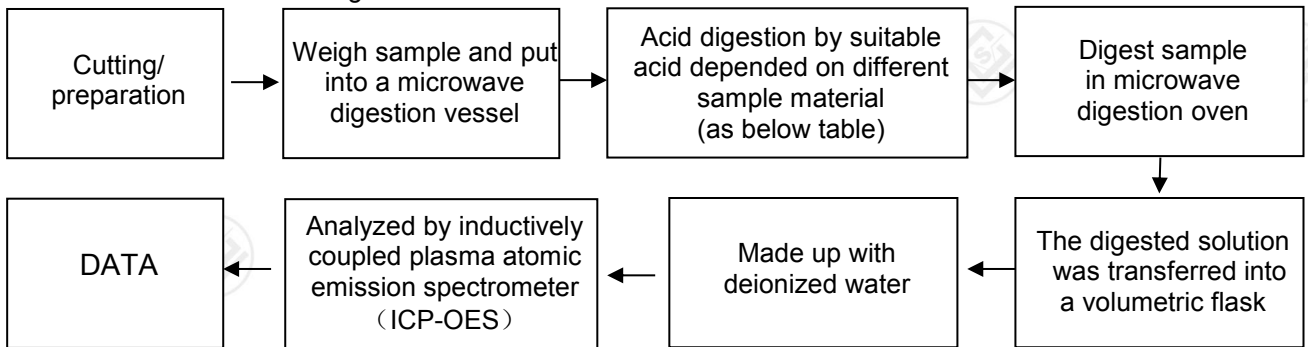 Cutting/
preparation
Weigh sample and put
into a microwave
digestion vessel
Acid digestion by suitable
acid depended on different
sample material
(as below table)
Digest sample
in microwave
digestion oven
The digested solution
was transferred into
a volumetric flask
Made up with
deionized water
Analyzed by inductively
coupled plasma atomic
emission spectrometer
（ICP-OES）
DATA